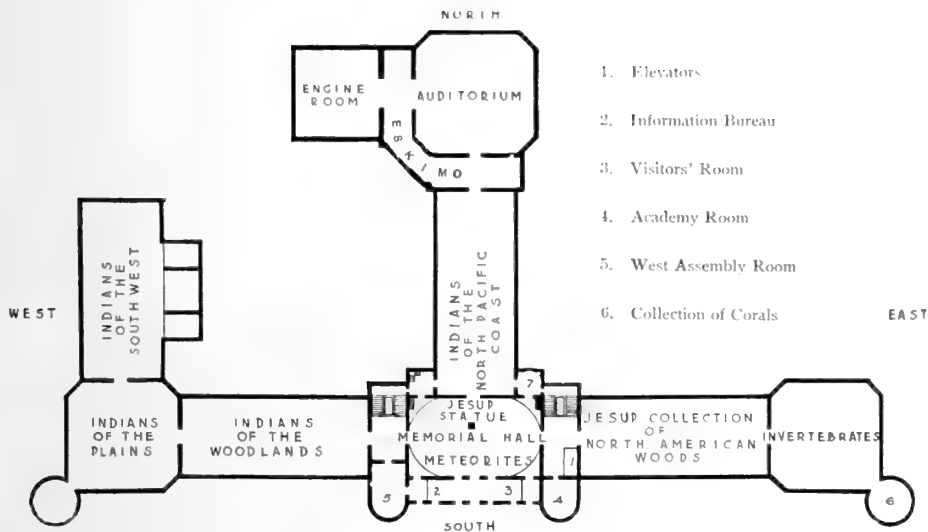 NORTH
ENGINE
ROOM
AUDITORIUM
ESKIMO
1. Elevators
2. Information Bureau
3. Visitors' Room
4. Academy Room
5. West Assembly Room
6. Collection of Corals
WEST
EAST
INDIANS
OF THE
SOUTHWEST
INDIANS
OF THE
NORTH PACIFIC
COAST
7
INDIANS
OF THE
PLAINS
INDIANS
OF THE
WOODLANDS
JESUP
STATUE
MEMORIAL HALL
METEORITES
JESUP COLLECTION
OF
NORTH AMERICAN
WOODS
INVERTEBRATES
1
5
2
3
4
6
SOUTH